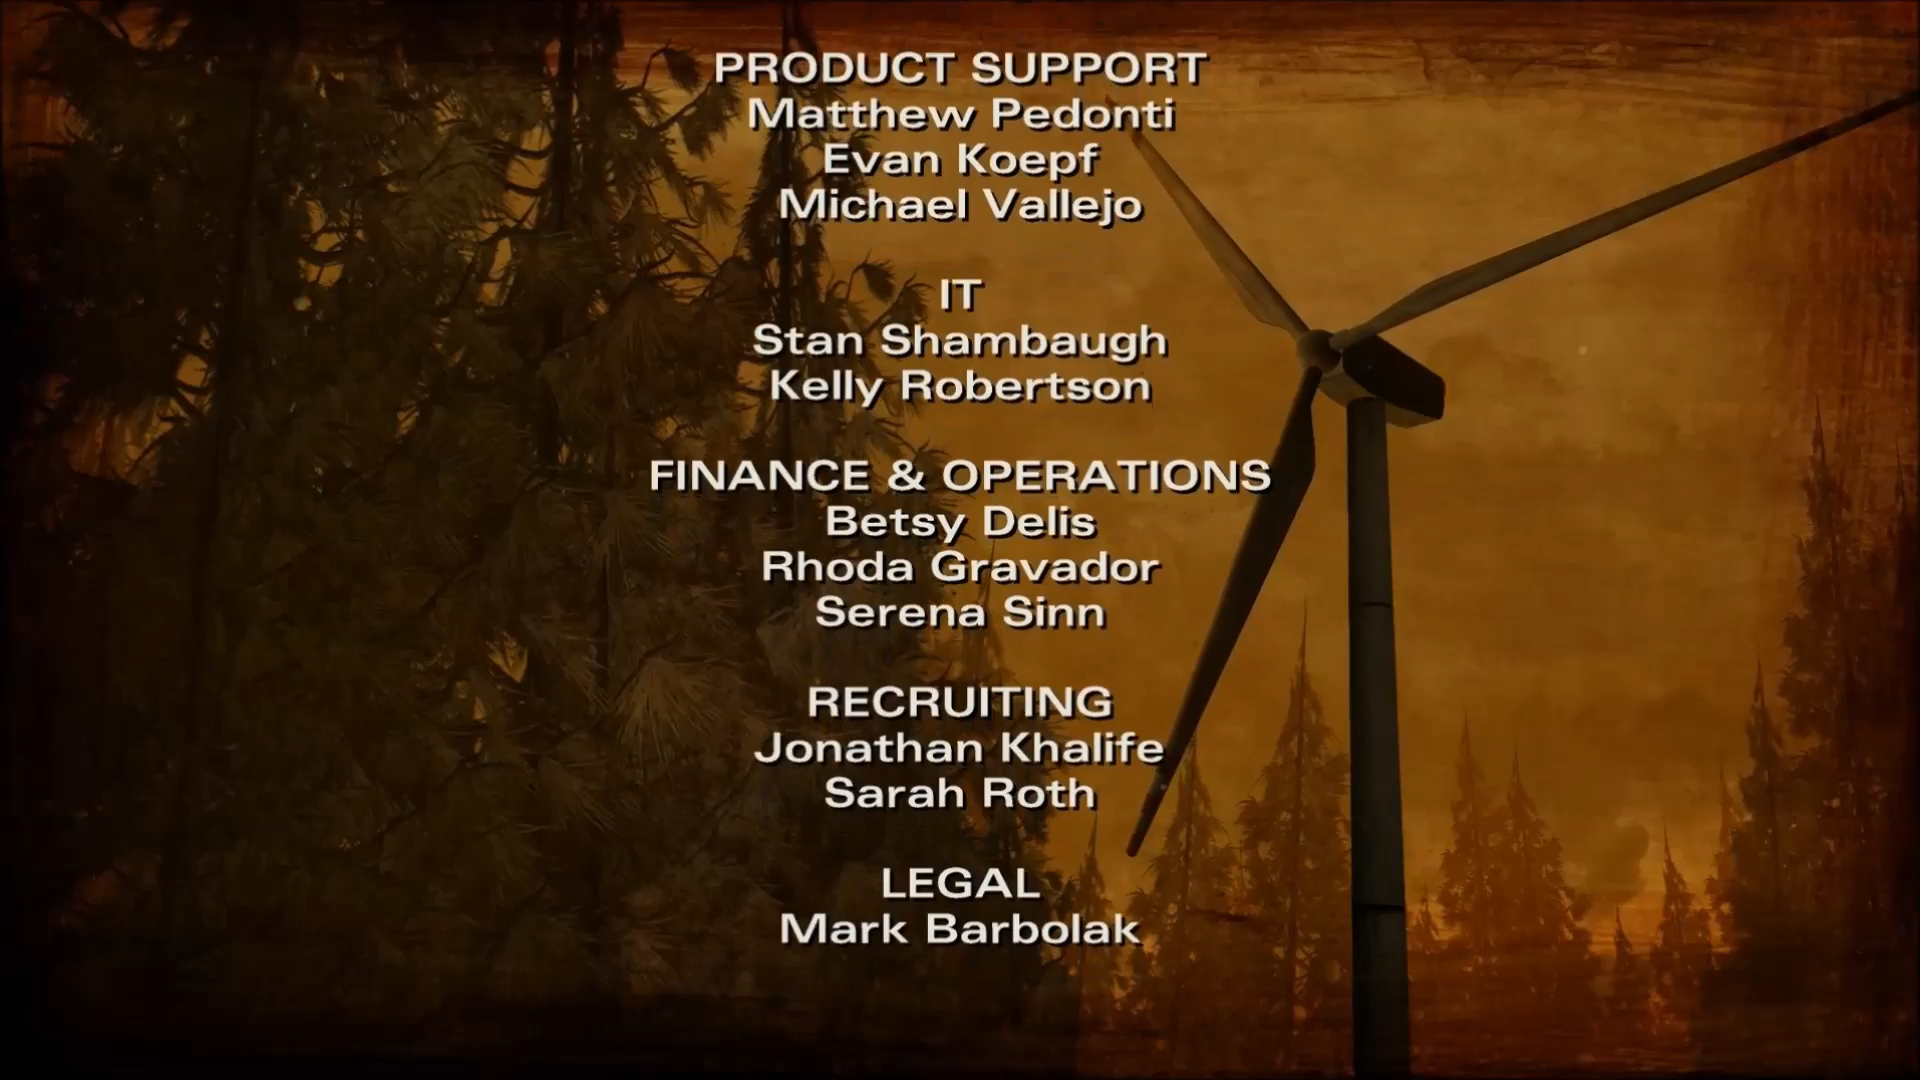 PRODUCT SUPPORT
Matthew Pedonti
Evan Koepf
Michael Vallejo
IT
Stan Shambaugh
Kelly Robertson
FINANCE & OPERATIONS
Betsy Delis
Rhoda Gravador
Serena Sinn
RECRUITING
Jonathan Khalife
Sarah Roth
LEGAL
Mark Barbolak